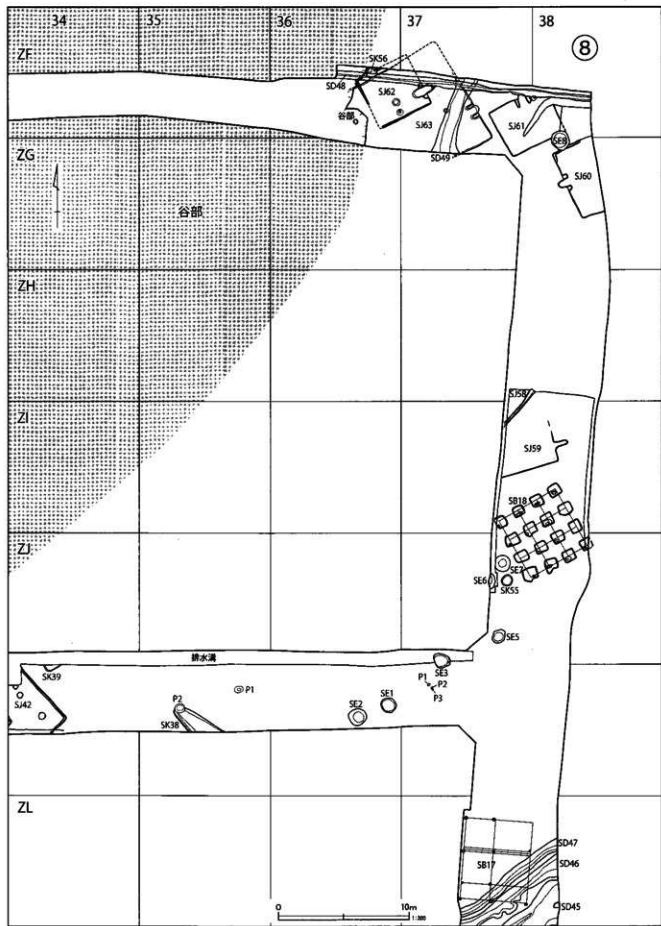 34 35 36 37 38
⑧
ZF
SK56
SD48
SJ62
谷部
SJ63
SJ61
SD49
SE8
ZG
SJ60
谷部
ZH
ZI
SJ58
SJ59
SB18
ZJ
SE7
SE6
SK55
SE5
排水溝
SE3
SK39
P1
P1
P2
P3
SJ42
P2
SE2
SE1
SK38
ZL
SD47
SD46
SB17
SD45
0 10m